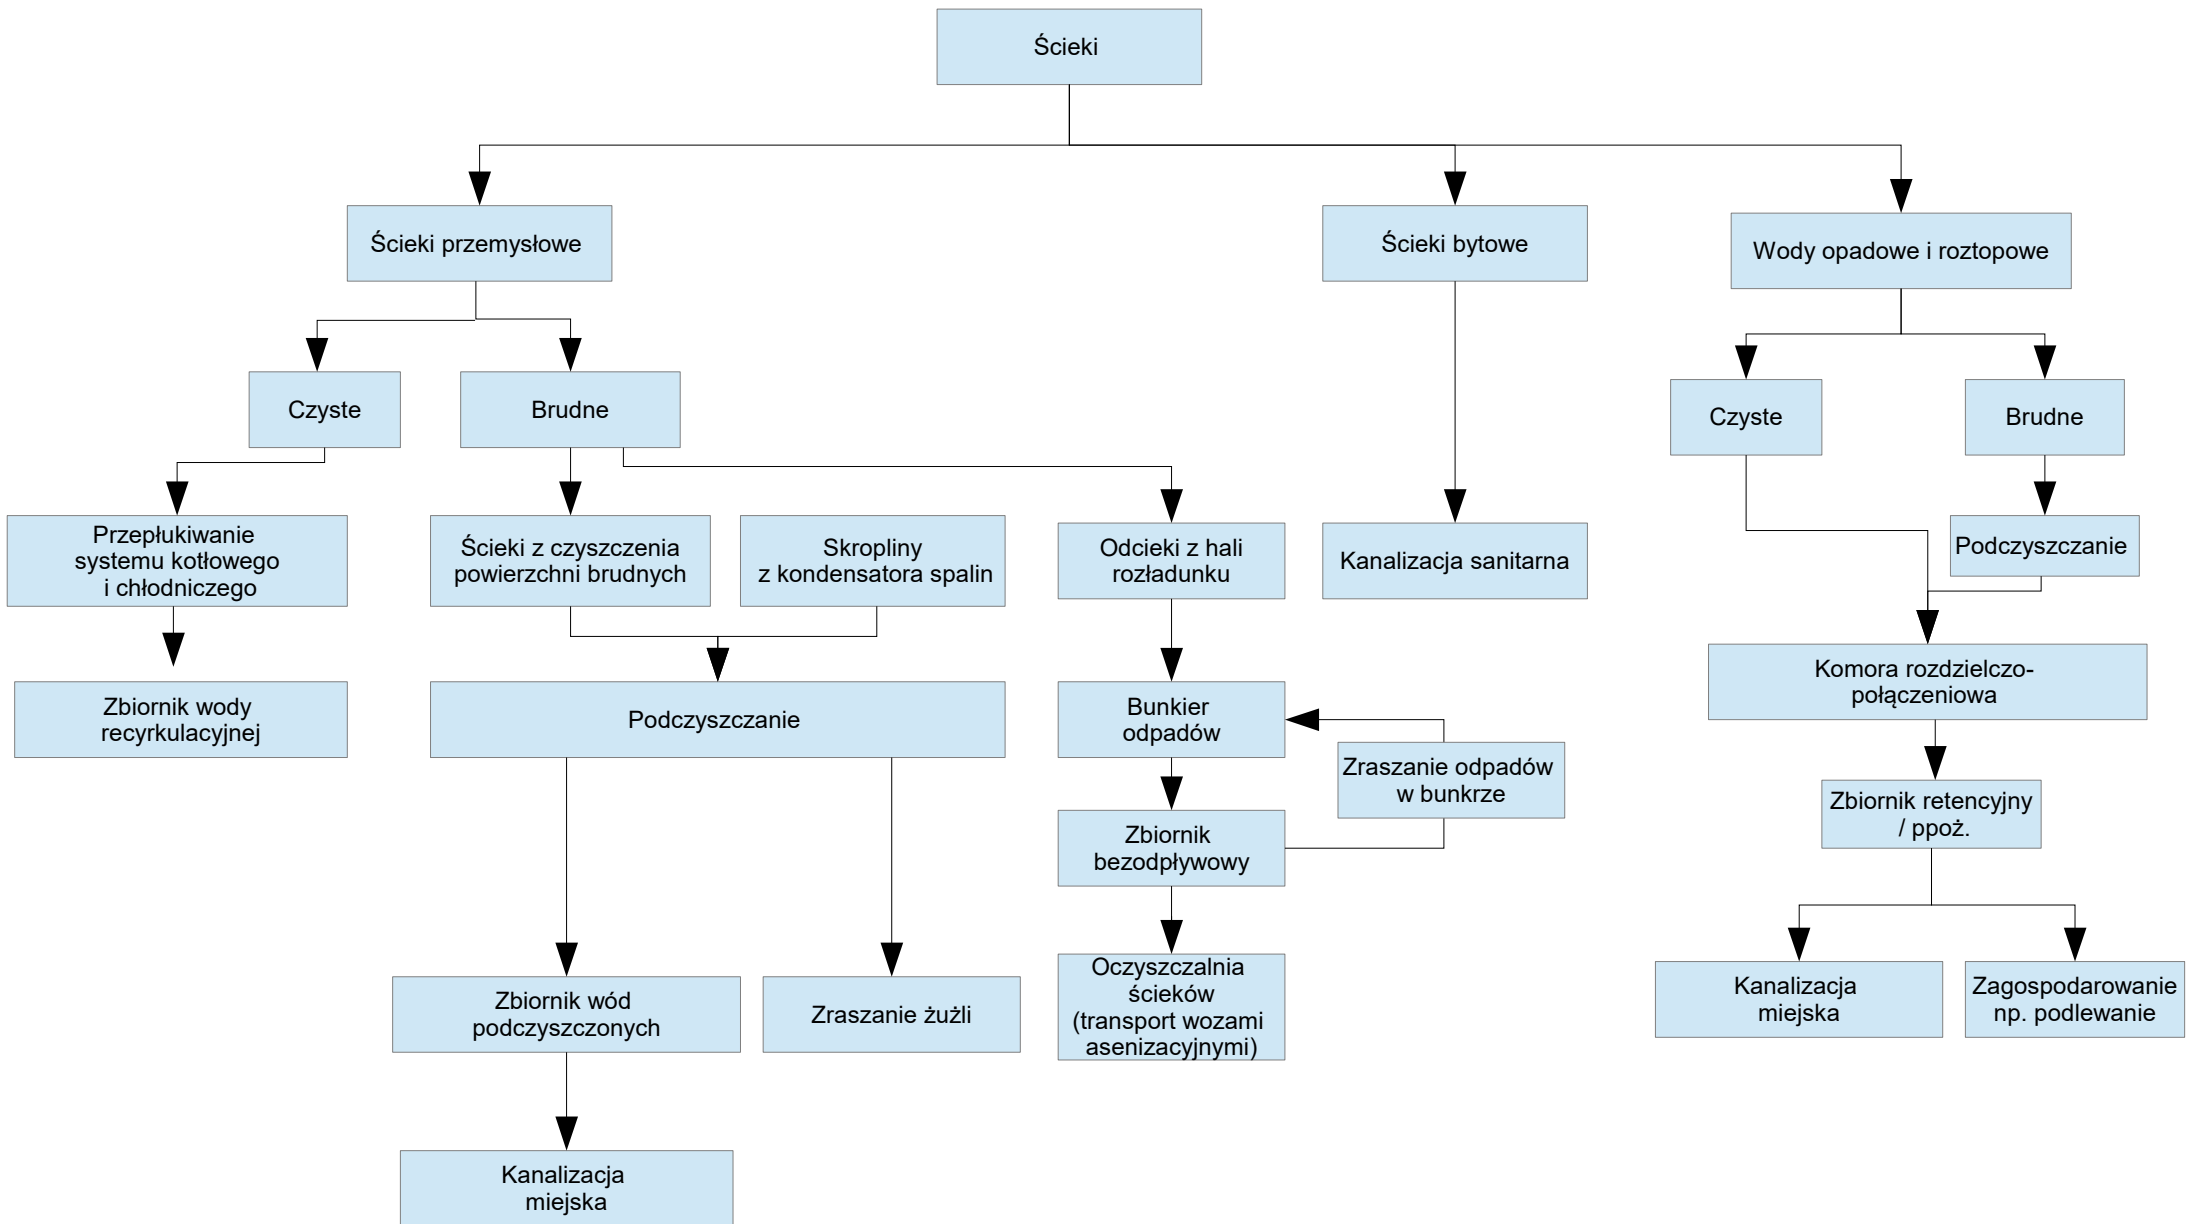 Ścieki
Ścieki przemysłowe
Ścieki bytowe
Wody opadowe i roztopowe
Czyste
Brudne
Czyste
Brudne
Przepłukiwanie
systemu kotłowego
i chłodniczego
Ścieki z czyszczenia
powierzchni brudnych
Skropliny
z kondensatora spalin
Odcieki z hali
rozładunku
Kanalizacja sanitarna
Podczyszczanie
Zbiornik wody
recyrkulacyjnej
Podczyszczanie
Bunkier
odpadów
Zraszanie odpadów
w bunkrze
Komora rozdzielczo-
połączeniowa
Zbiornik
bezodpływowy
Zbiornik retencyjny
/ ppoż.
Zbiornik wód
podczyszczonych
Zraszanie żużli
Oczyszczalnia
ścieków
(transport wozami
asenizacyjnymi)
Kanalizacja
miejska
Zagospodarowanie
np. podlewanie
Kanalizacja
miejska